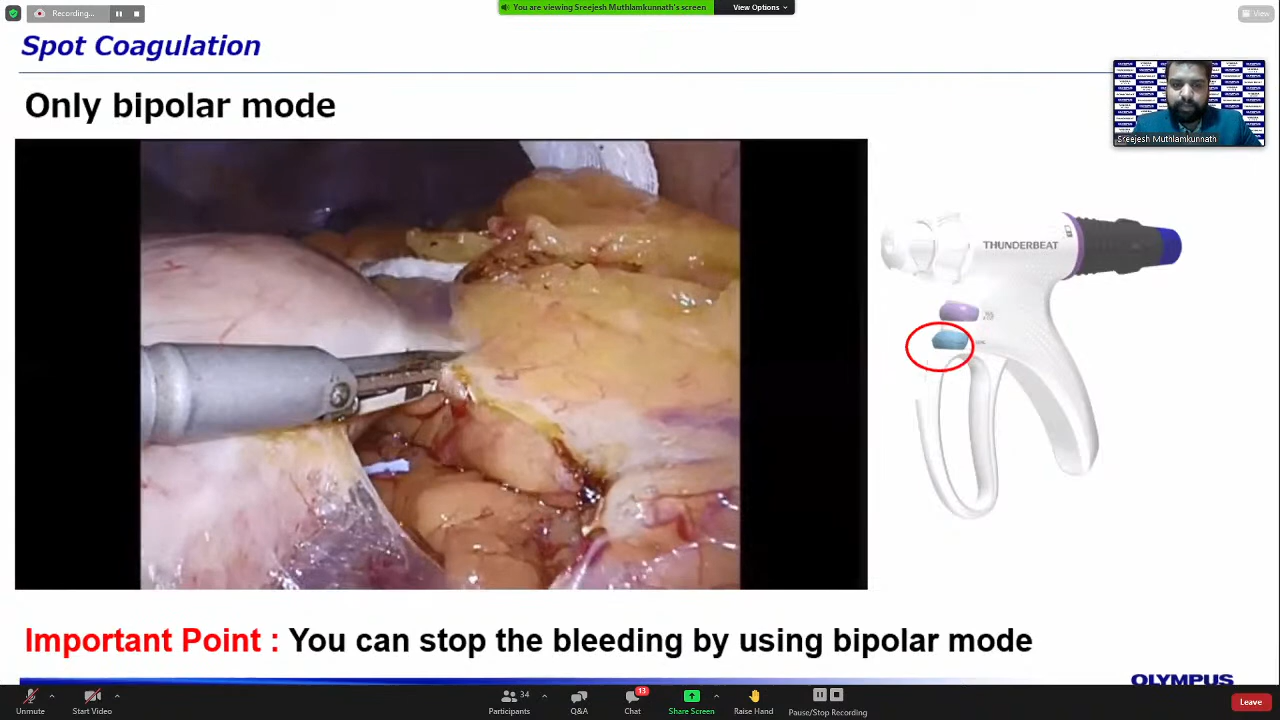 Recording...
You are viewing Sreejesh Muthlamkunnath's screen
View Options
View
Spot Coagulation
Only bipolar mode
Sreejesh Muthlamkunnath
THUNDERBEAT
Important Point : You can stop the bleeding by using bipolar mode
OLYMPUS
Unmute
Start Video
34
Participants
Q&A
13
Chat
Share Screen
Raise Hand
Pause/Stop Recording
Leave